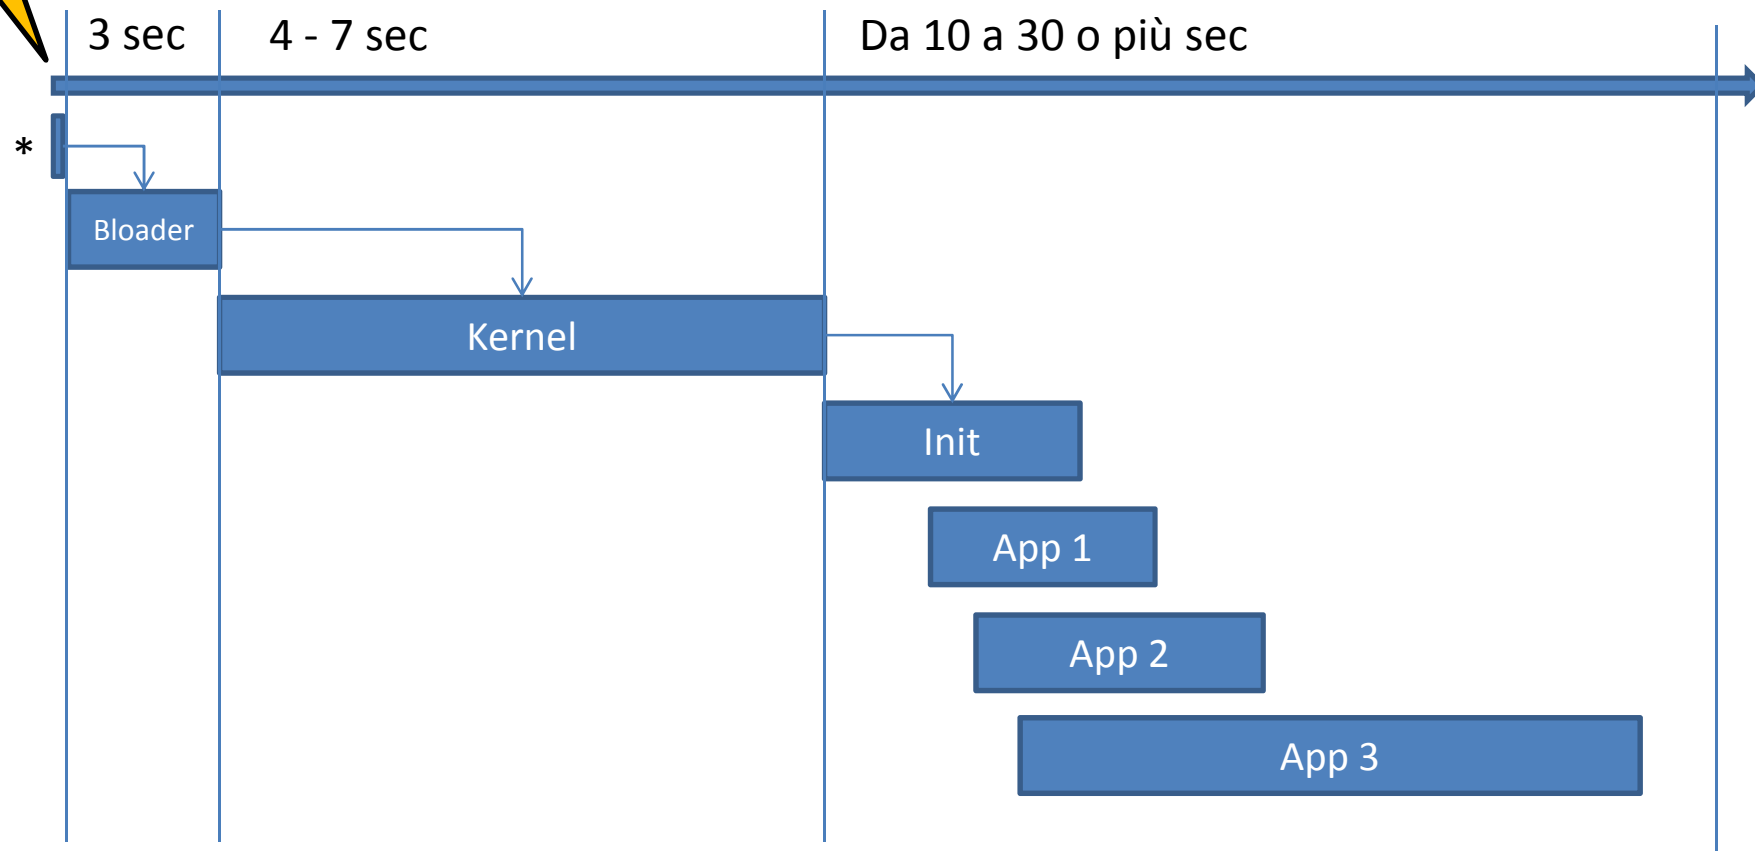 3 sec
4 - 7 sec
Da 10 a 30 o più sec
*
Bloader
Kernel
Init
App 1
App 2
App 3